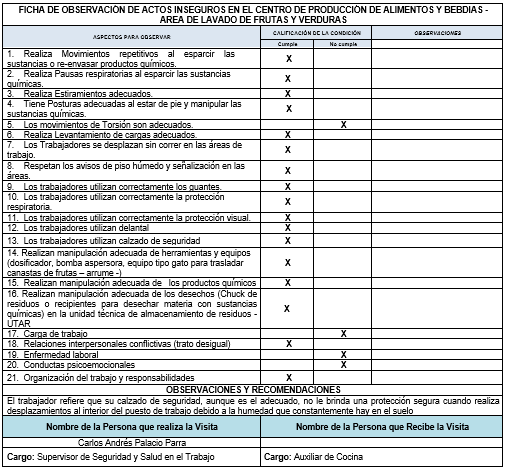 FICHA DE OBSERVACIÓN DE ACTOS INSEGUROS EN EL CENTRO DE PRODUCCIÓN DE ALIMENTOS Y BEBDIAS -
AREA DE LAVADO DE FRUTAS Y VERDURAS
ASPECTOS PARA OBSERVAR
CALIFICACIÓN DE LA CONDICIÓN
OBSERVACIONES
Cumple
No cumple
1. Realiza Movimientos repetitivos al esparcir las
sustancias o re-envasar productos químicos.
X
2. Realiza Pausas respiratorias al esparcir las sustancias
químicas.
X
3. Realiza Estiramientos adecuados.
X
4. Tiene Posturas adecuadas al estar de pie y manipular las
sustancias químicas.
X
5. Los movimientos de Torsión son adecuados.
X
6. Realiza Levantamiento de cargas adecuados.
X
7. Los Trabajadores se desplazan sin correr en las áreas de
trabajo.
X
8. Respetan los avisos de piso húmedo y señalización en las
áreas.
X
9. Los trabajadores utilizan correctamente los guantes.
X
10. Los trabajadores utilizan correctamente la protección
respiratoria.
X
11. Los trabajadores utilizan correctamente la protección visual.
X
12. Los trabajadores utilizan delantal
X
13. Los trabajadores utilizan calzado de seguridad
X
14. Realizan manipulación adecuada de herramientas y equipos
(dosificador, bomba aspersora, equipo tipo gato para trasladar
canastas de frutas – arrume -)
X
15. Realizan manipulación adecuada de los productos químicos
X
16. Realizan manipulación adecuada de los desechos (Chuck de
residuos o recipientes para desechar materia con sustancias
químicas) en la unidad técnica de almacenamiento de residuos -
UTAR
X
17. Carga de trabajo
X
18. Relaciones interpersonales conflictivas (trato desigual)
X
19. Enfermedad laboral
X
20. Conductas psicoemocionales
X
21. Organización del trabajo y responsabilidades
X
OBSERVACIONES Y RECOMENDACIONES
El trabajador refiere que su calzado de seguridad, aunque es el adecuado, no le brinda una protección segura cuando realiza
desplazamientos al interior del puesto de trabajo debido a la humedad que constantemente hay en el suelo
Nombre de la Persona que realiza la Visita
Nombre de la Persona que Recibe la Visita
Carlos Andrés Palacio Parra
Cargo: Supervisor de Seguridad y Salud en el Trabajo
Cargo: Auxiliar de Cocina